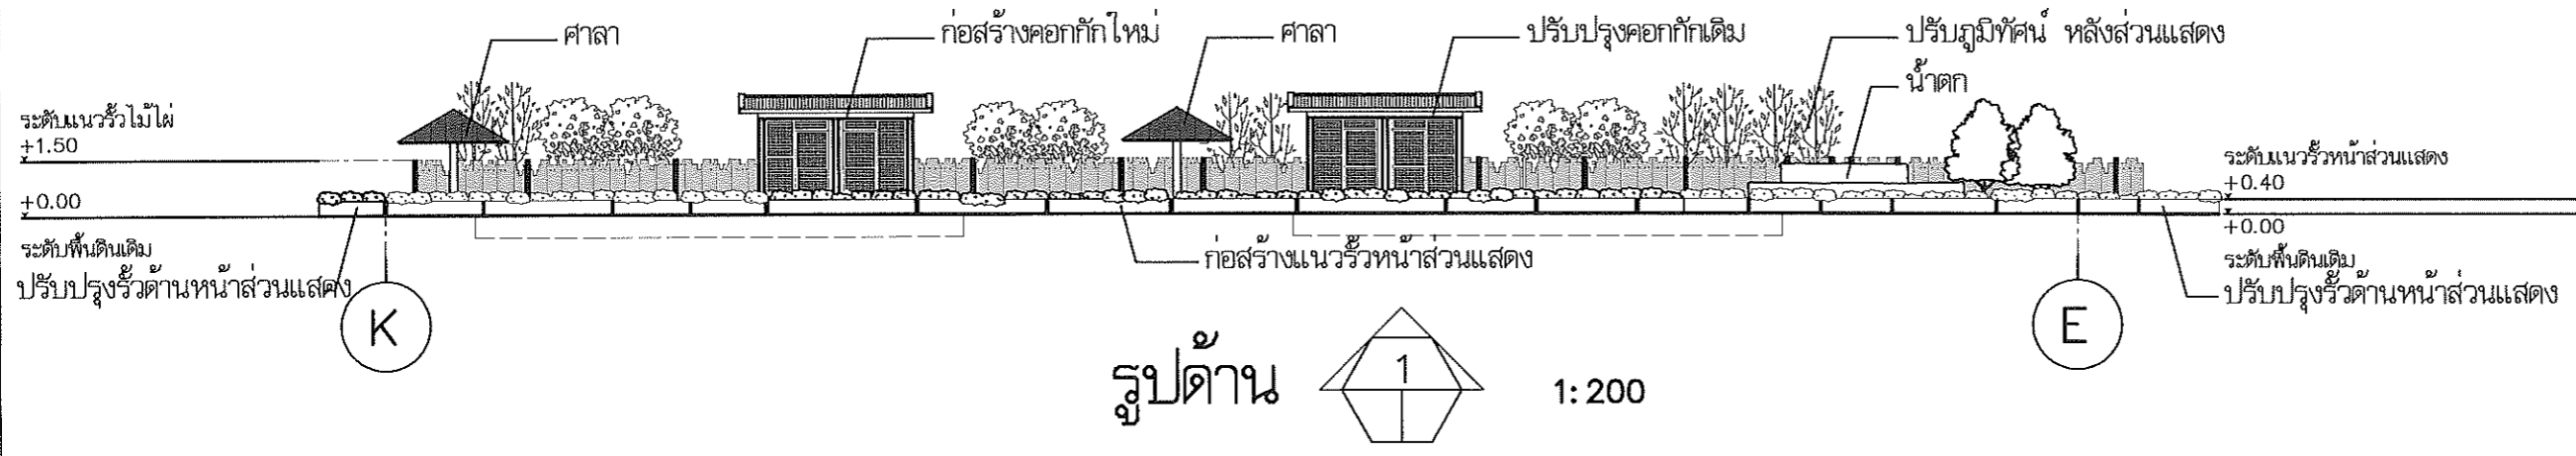 ศาลา
ก่อสร้างคอกกักใหม่
ศาลา
ปรับปรุงคอกกักเดิม
ปรับภูมิทัศน์ หลังส่วนแสดง
น้ำตก
ระดับแนวรั้วไม้ไผ่
+1.50
+0.00
ระดับพื้นดินเดิม
ปรับปรุงรั้วด้านหน้าส่วนแสดง
ระดับแนวรั้วหน้าส่วนแสดง
+0.40
+0.00
ระดับพื้นดินเดิม
ปรับปรุงรั้วด้านหน้าส่วนแสดง
ก่อสร้างแนวรั้วหน้าส่วนแสดง
K
E
รูปด้าน
1
1:200